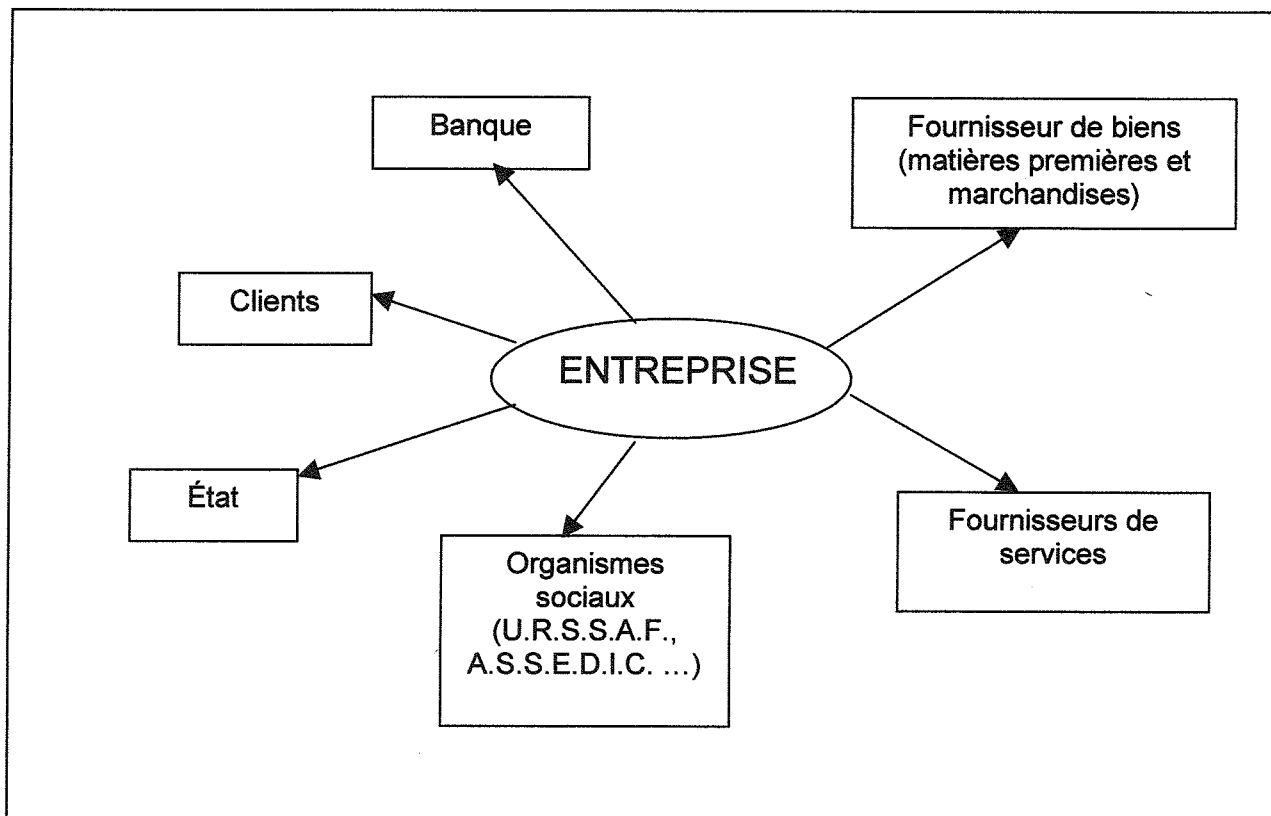 Banque
Fournisseur de biens
(matières premières et
marchandises)
Clients
ENTREPRISE
État
Organismes
sociaux
(U.R.S.S.A.F.,
A.S.S.E.D.I.C. ...)
Fournisseurs de
services